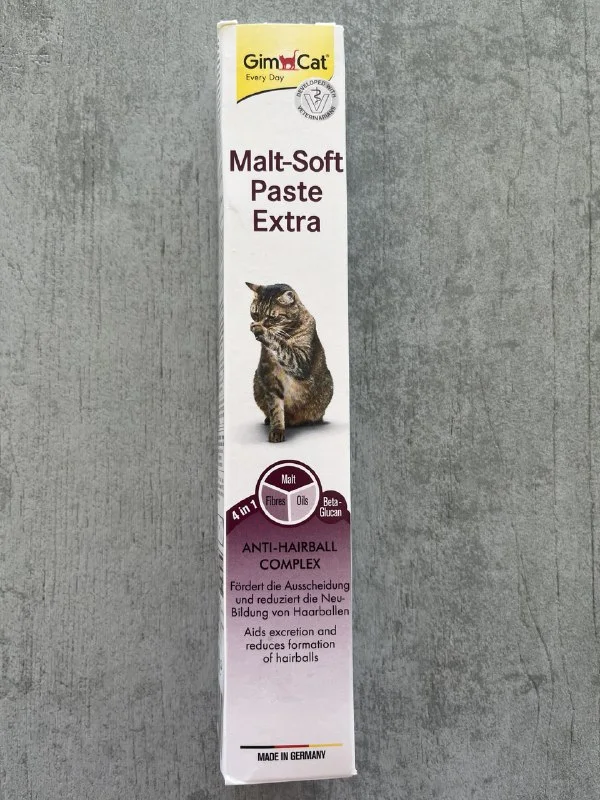 GimCat
Every Day
DEVELOPED WITH VETERINARIANS
Malt-Soft
Paste
Extra
Malt
Fibres
Oils
4 in 1
Beta-
Glucan
ANTI-HAIRBALL
COMPLEX
Fördert die Ausscheidung
und reduziert die Neu-
Bildung von Haarballen
Aids excretion and
reduces formation
of hairballs
MADE IN GERMANY